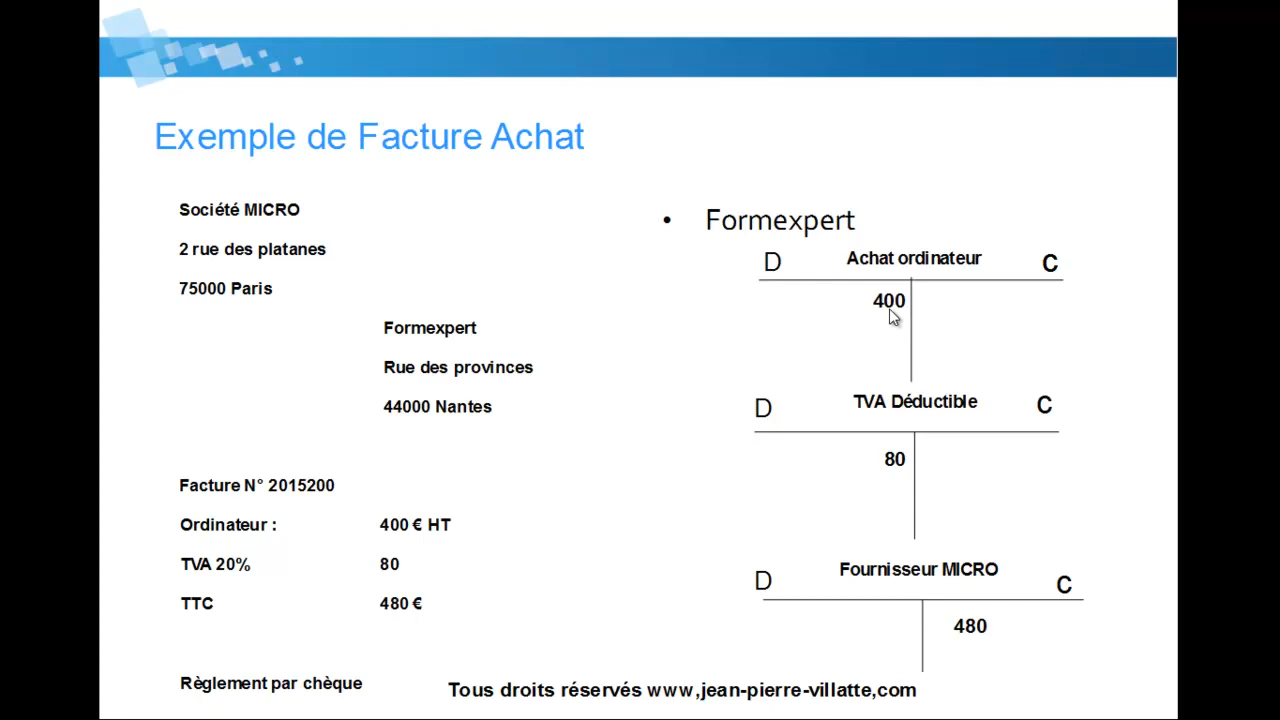 Exemple de Facture Achat
Société MICRO
2 rue des platanes
75000 Paris
Formexpert
Rue des provinces
44000 Nantes
Facture N° 2015200
Ordinateur : 400 € HT
TVA 20% 80
TTC 480 €
Règlement par chèque
• Formexpert
D Achat ordinateur C
400
D TVA Déductible C
80
D Fournisseur MICRO C
480
Tous droits réservés www,jean-pierre-villatte,com